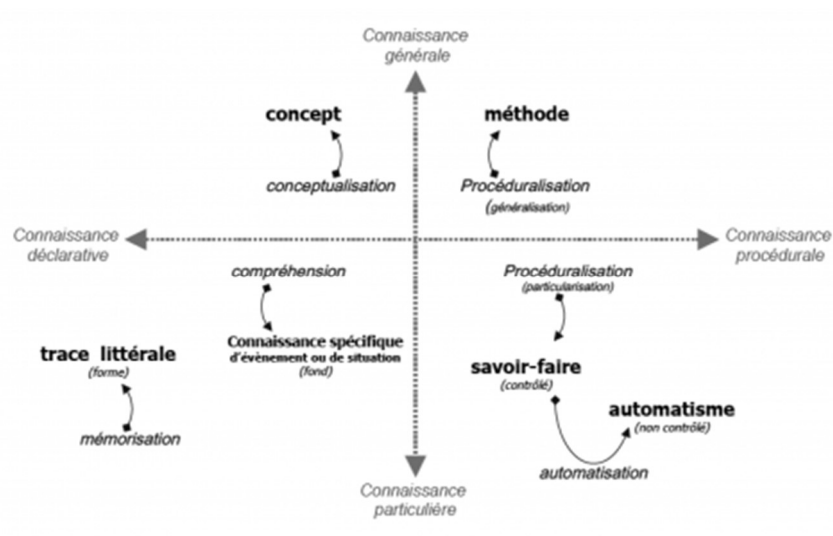 Connaissance
générale
concept
méthode
conceptualisation
Procéduralisation
(généralisation)
Connaissance
déclarative
Connaissance
procédurale
compréhension
Procéduralisation
(particularisation)
Connaissance spécifique
d'évènement ou de situation
(fond)
trace littérale
(forme)
savoir-faire
(contrôlé)
automatisme
(non contrôlé)
mémorisation
automatisation
Connaissance
particulière